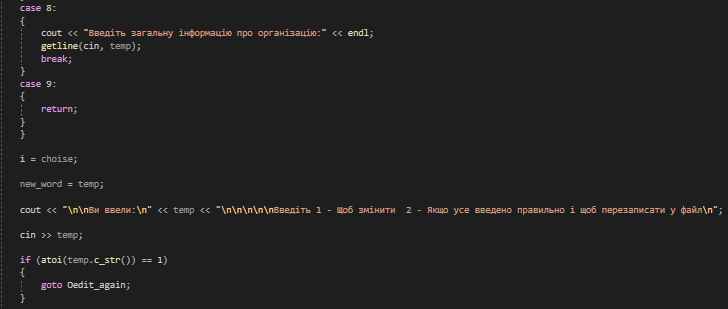 case 8:
{
cout << "Введіть загальну інформацію про організацію:" << endl;
getline(cin, temp);
break;
}
case 9:
{
return;
}
}
i = choise;
new_word = temp;
cout << "\n\nВи ввели:\n" << temp << "\n\n\n\n\nВведіть 1 - Щоб змінити  2 - Якщо усе введено правильно і щоб перезаписати у файл\n";
cin >> temp;
if (atoi(temp.c_str()) == 1)
{
goto Oedit_again;
}